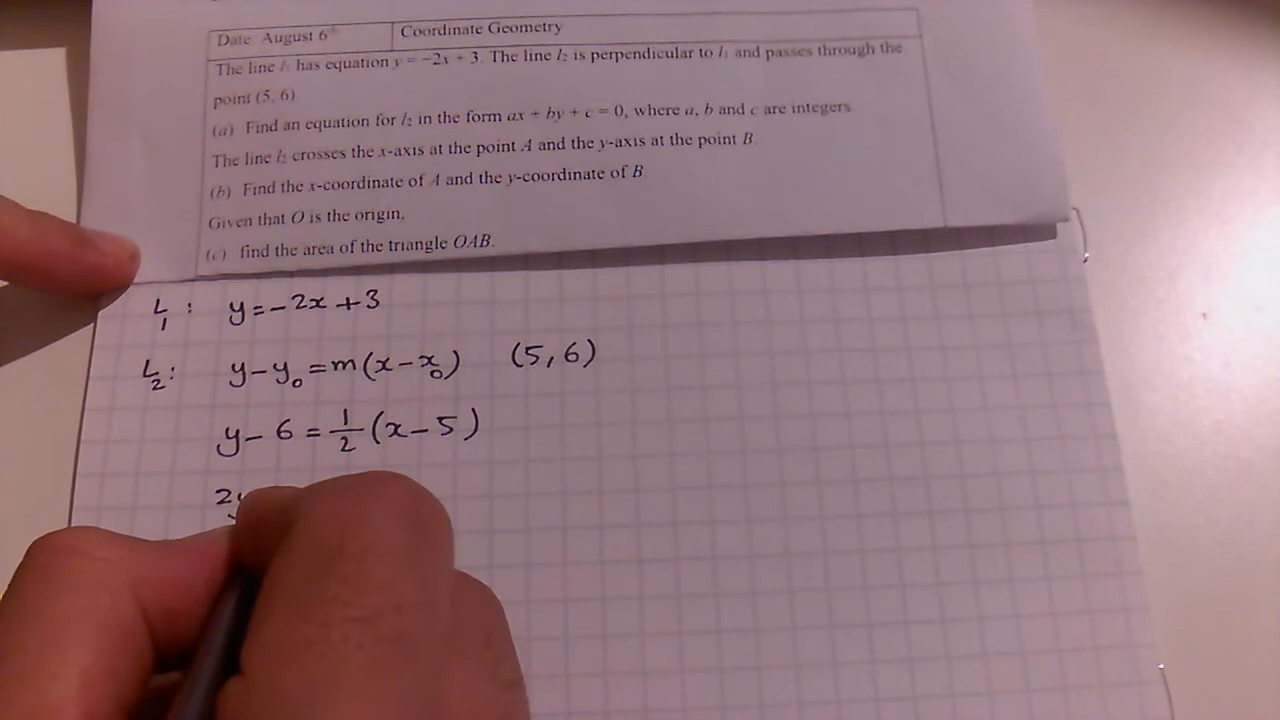 Date: August 6th Coordinate Geometry
The line l₁ has equation y = −2x + 3. The line l₂ is perpendicular to l₁ and passes through the
point (5, 6).
(a) Find an equation for l₂ in the form ax + by + c = 0, where a, b and c are integers.
The line l₂ crosses the x-axis at the point A and the y-axis at the point B.
(b) Find the x-coordinate of A and the y-coordinate of B.
Given that O is the origin,
(c) find the area of the triangle OAB.
L₁ : y = −2x + 3
L₂ : y − y₀ = m(x − x₀) (5, 6)
y − 6 = 1/2 (x − 5)
2y